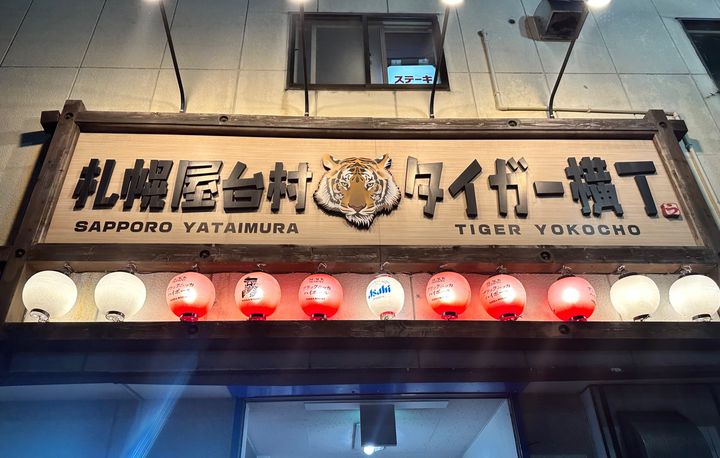 ステーキ
札幌屋台村 タイガー横丁
SAPPORO YATAIMURA
TIGER YOKOCHO
Asahi